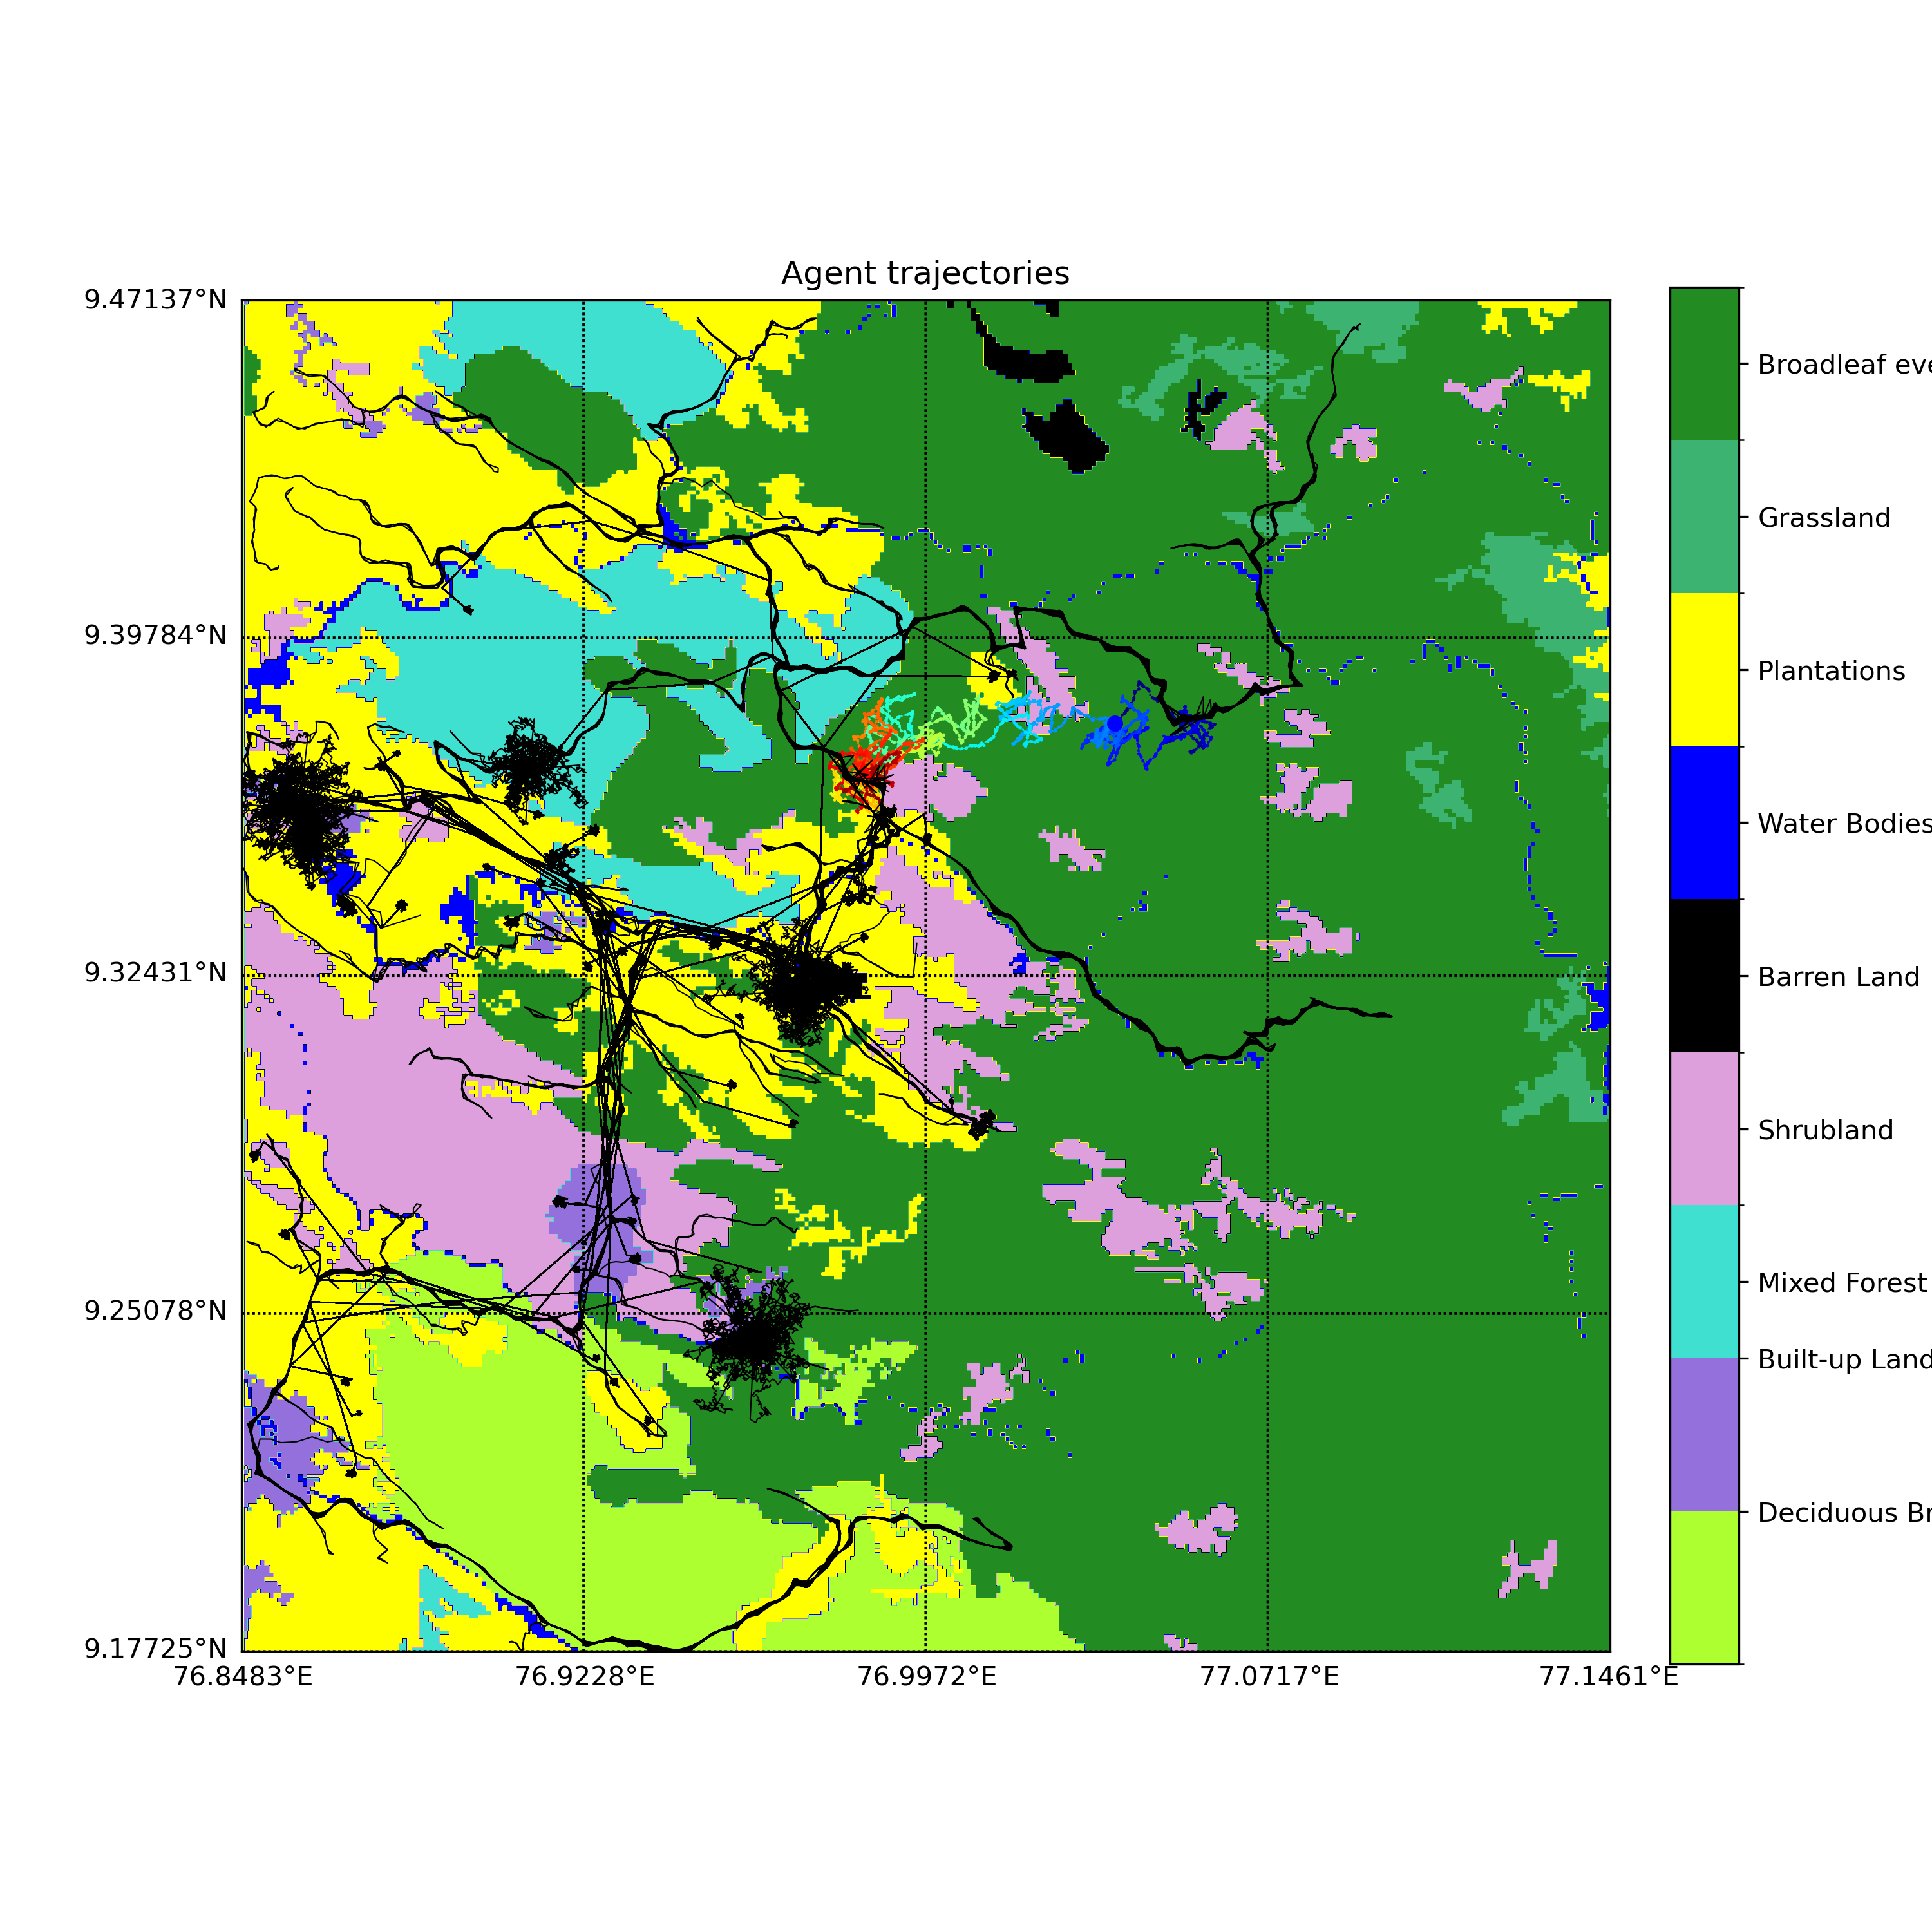 Agent trajectories
9.47137°N
9.39784°N
9.32431°N
9.25078°N
9.17725°N
76.8483°E
76.9228°E
76.9972°E
77.0717°E
77.1461°E
Broadleaf eve
Grassland
Plantations
Water Bodies
Barren Land
Shrubland
Mixed Forest
Built-up Land
Deciduous Br